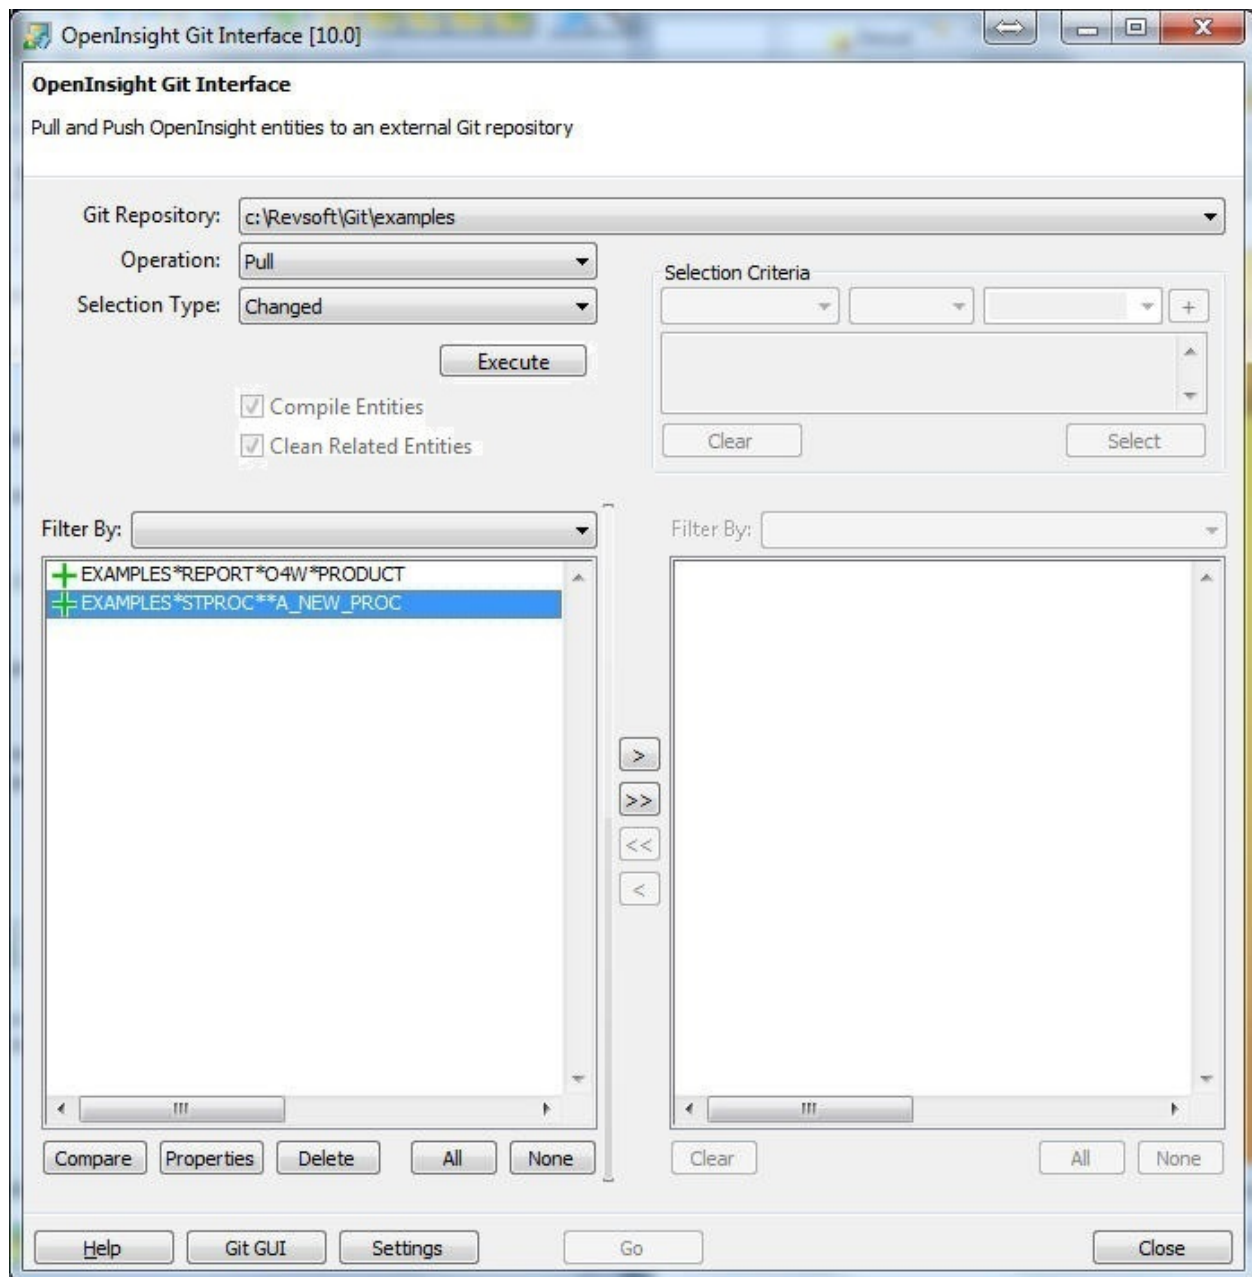 OpenInsight Git Interface [10.0]
OpenInsight Git Interface
Pull and Push OpenInsight entities to an external Git repository
Git Repository: c:\Revsoft\Git\examples
Operation: Pull
Selection Type: Changed
Selection Criteria
+
Execute
Compile Entities
Clean Related Entities
Clear Select
Filter By:
EXAMPLES*REPORT*O4W*PRODUCT
EXAMPLES*STPROC**A_NEW_PROC
>
>>
<<
<
Filter By:
Compare Properties Delete All None
Clear All None
Help Git GUI Settings Go Close